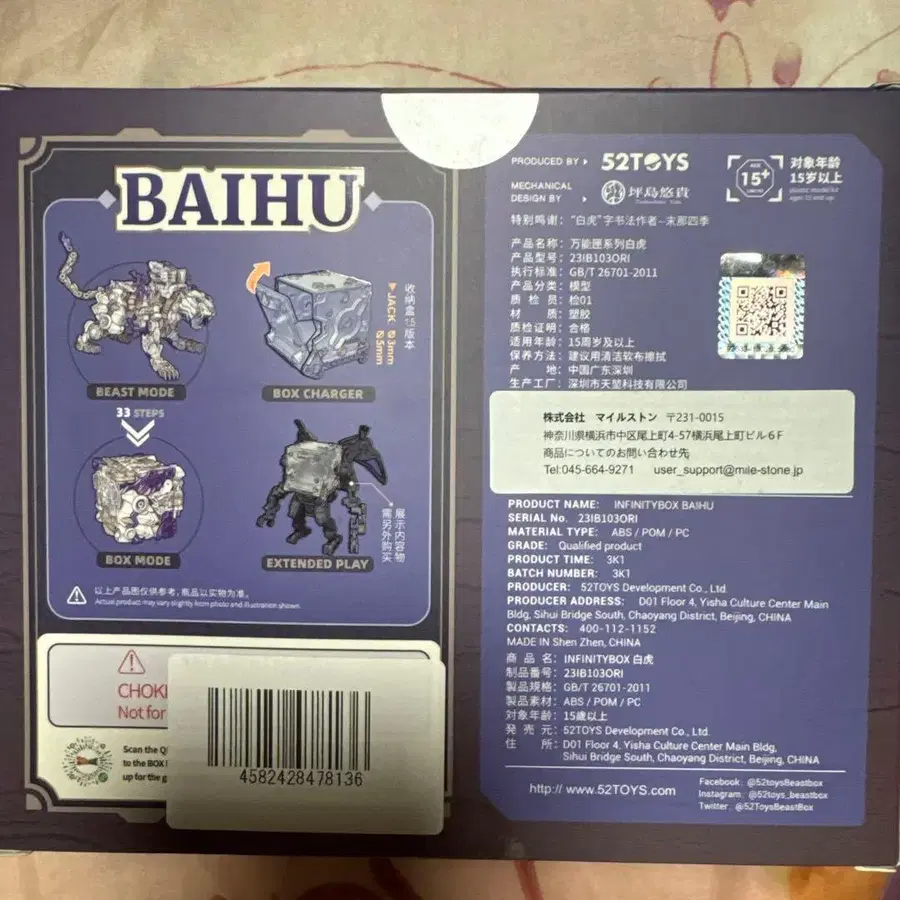 BAIHU
BEAST MODE
收纳盒1.5版本
▼JACK ⌀3mm
⌀5mm
BOX CHARGER
33 STEPS
BOX MODE
展示内容物
需另外购买
EXTENDED PLAY
以上产品图仅供参考，商品以实物为准。
Actual product may vary slightly from photo and illustration shown.
CHOKI
Not for
Scan the Q
to the BOX
up for the g
4582428478136
PRODUCED BY ▶ 52TOYS
MECHANICAL
DESIGN BY ▶ 坪島悠貴
AGE
15+
对象年龄
15岁以上
plastic model kit
ages 15 and up
特别鸣谢：“白虎”字书法作者~末那四季
产品名称：万能匣系列白虎
产品型号：23IB103ORI
执行标准：GB/T 26701-2011
产品分类：模型
质 检 员：检01
材 质：塑胶
质检证明：合格
适用年龄：15周岁及以上
保养方法：建议用清洁软布擦拭
产 地：中国广东深圳
生产工厂：深圳市天堃科技有限公司
株式会社 マイルストン 〒231-0015
神奈川県横浜市中区尾上町4-57横浜尾上町ビル6F
商品についてのお問い合わせ先
Tel:045-664-9271 user_support@mile-stone.jp
PRODUCT NAME: INFINITYBOX BAIHU
SERIAL No. 23IB103ORI
MATERIAL TYPE: ABS / POM / PC
GRADE: Qualified product
PRODUCT TIME: 3K1
BATCH NUMBER: 3K1
PRODUCER: 52TOYS Development Co., Ltd.
PRODUCER ADDRESS: D01 Floor 4, Yisha Culture Center Main
Bldg, Sihui Bridge South, Chaoyang District, Beijing, CHINA
CONTACTS: 400-112-1152
MADE IN Shen Zhen, CHINA
商 品 名：INFINITYBOX 白虎
制品番号：23IB103ORI
製品規格：GB/T 26701-2011
製品素材：ABS / POM / PC
対象年齢：15歳以上
発 売 元：52TOYS Development Co., Ltd.
住 所：D01 Floor 4, Yisha Culture Center Main Bldg,
Sihui Bridge South, Chaoyang District, Beijing, CHINA
http:// www.52TOYS.com
Facebook : @52toysBeastbox
Instagram : @52toys_beastbox
Twitter : @52ToysBeastBox